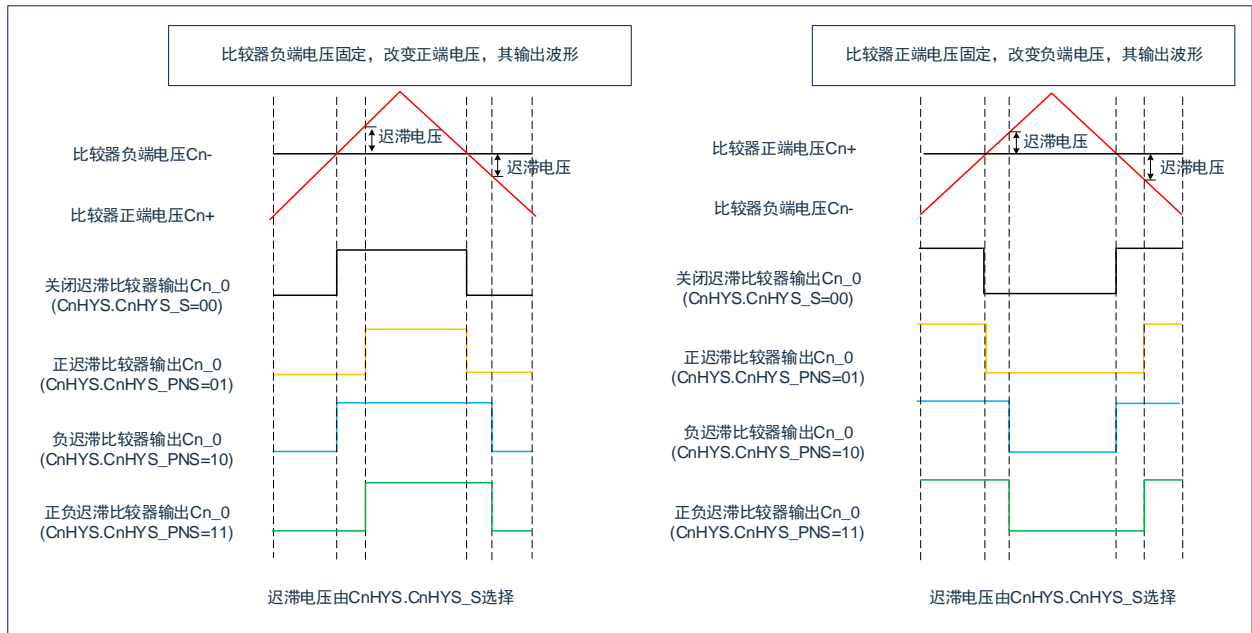 比较器负端电压固定，改变正端电压，其输出波形
迟滞电压
比较器负端电压Cn-
迟滞电压
比较器正端电压Cn+
关闭迟滞比较器输出Cn_0
(CnHYS.CnHYS_S=00)
正迟滞比较器输出Cn_0
(CnHYS.CnHYS_PNS=01)
负迟滞比较器输出Cn_0
(CnHYS.CnHYS_PNS=10)
正负迟滞比较器输出Cn_0
(CnHYS.CnHYS_PNS=11)
迟滞电压由CnHYS.CnHYS_S选择
比较器正端电压固定，改变负端电压，其输出波形
迟滞电压
比较器正端电压Cn+
迟滞电压
比较器负端电压Cn-
关闭迟滞比较器输出Cn_0
(CnHYS.CnHYS_S=00)
正迟滞比较器输出Cn_0
(CnHYS.CnHYS_PNS=01)
负迟滞比较器输出Cn_0
(CnHYS.CnHYS_PNS=10)
正负迟滞比较器输出Cn_0
(CnHYS.CnHYS_PNS=11)
迟滞电压由CnHYS.CnHYS_S选择